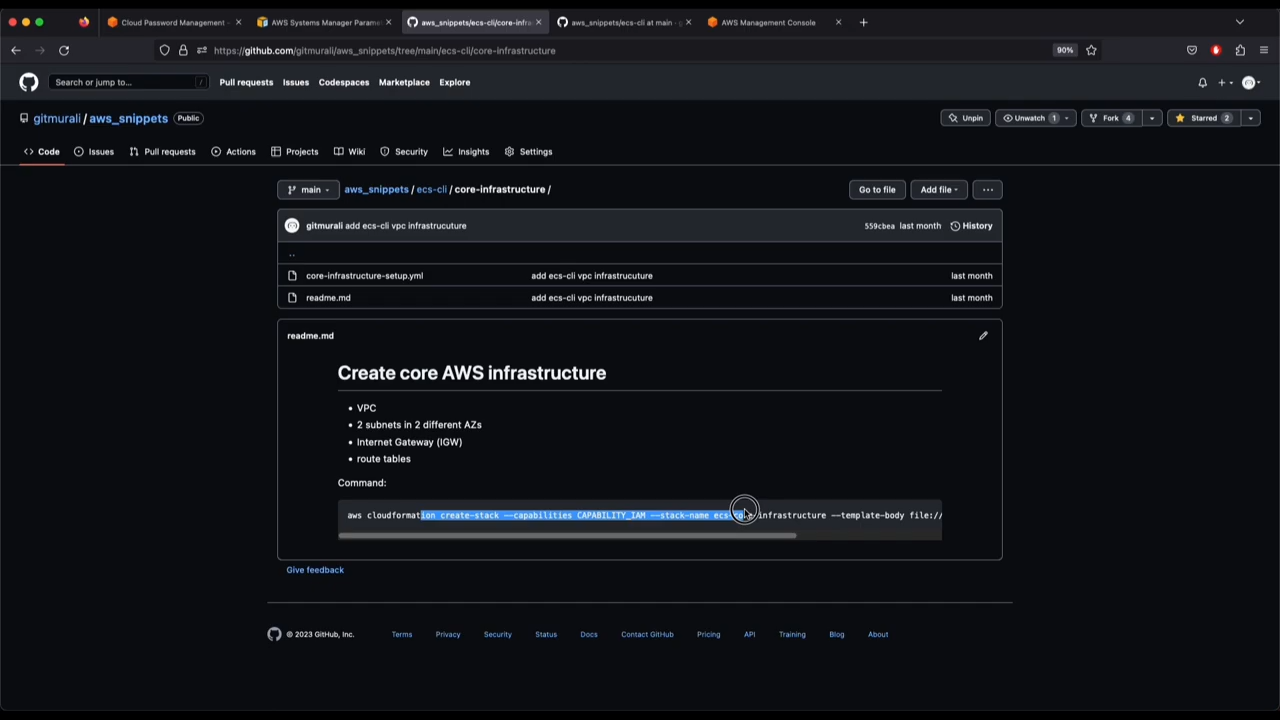 Cloud Password Management -
AWS Systems Manager Parame
aws_snippets/ecs-cli/core-infra
aws_snippets/ecs-cli at main · g
AWS Management Console
https://github.com/gitmurali/aws_snippets/tree/main/ecs-cli/core-infrastructure
90%
Search or jump to...
/
Pull requests
Issues
Codespaces
Marketplace
Explore
gitmurali / aws_snippets
Public
Unpin
Unwatch 1
Fork 4
Starred 2
<> Code
Issues
Pull requests
Actions
Projects
Wiki
Security
Insights
Settings
main
aws_snippets / ecs-cli / core-infrastructure /
Go to file
Add file
...
gitmurali add ecs-cli vpc infrastrucuture
559cbea last month
History
..
core-infrastructure-setup.yml
add ecs-cli vpc infrastrucuture
last month
readme.md
add ecs-cli vpc infrastrucuture
last month
readme.md
Create core AWS infrastructure
• VPC
• 2 subnets in 2 different AZs
• Internet Gateway (IGW)
• route tables
Command:
aws cloudformation create-stack --capabilities CAPABILITY_IAM --stack-name ecs-core-infrastructure --template-body file://
Give feedback
© 2023 GitHub, Inc.
Terms
Privacy
Security
Status
Docs
Contact GitHub
Pricing
API
Training
Blog
About